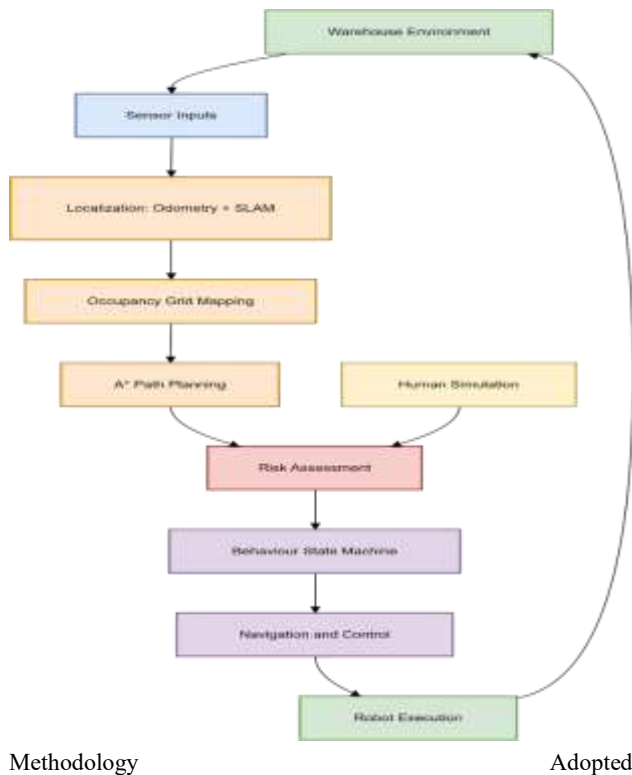 Warehouse Environment
Sensor Inputs
Localization: Odometry + SLAM
Occupancy Grid Mapping
A* Path Planning
Human Simulation
Risk Assessment
Behaviour State Machine
Navigation and Control
Robot Execution
Methodology Adopted